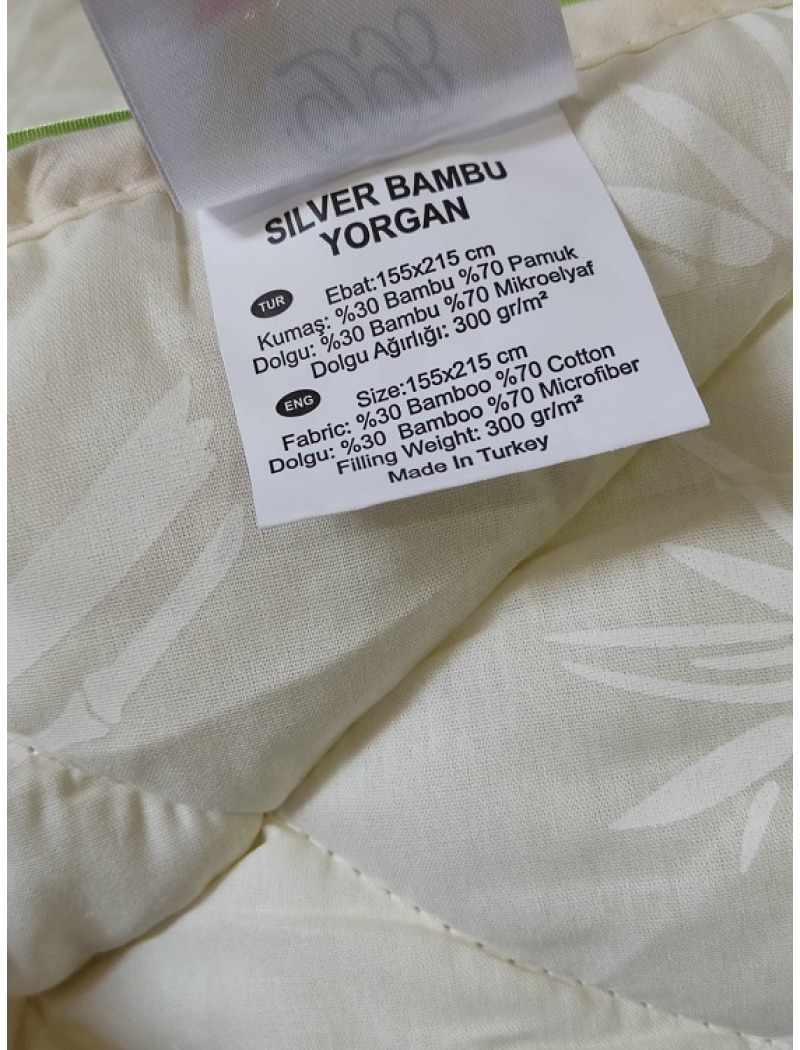 SILVER BAMBU
YORGAN
TUR
Ebat:155x215 cm
Kumaş: %30 Bambu %70 Pamuk
Dolgu: %30 Bambu %70 Mikroelyaf
Dolgu Ağırlığı: 300 gr/m²
ENG
Size:155x215 cm
Fabric: %30 Bamboo %70 Cotton
Dolgu: %30 Bamboo %70 Microfiber
Filling Weight: 300 gr/m²
Made In Turkey